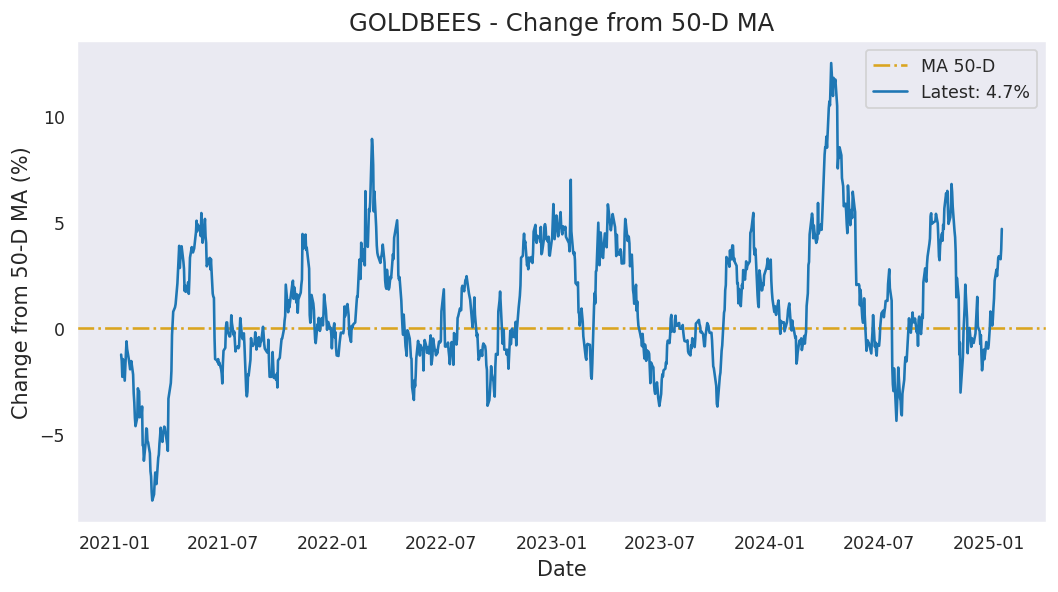 GOLDBEES - Change from 50-D MA
MA 50-D
Latest: 4.7%
Change from 50-D MA (%)
10
5
0
−5
2021-01
2021-07
2022-01
2022-07
2023-01
2023-07
2024-01
2024-07
2025-01
Date